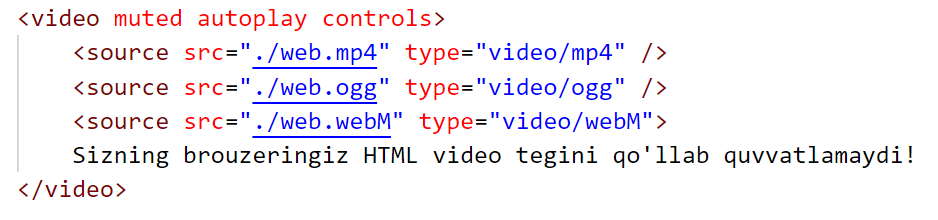 <video muted autoplay controls>
<source src="./web.mp4" type="video/mp4" />
<source src="./web.ogg" type="video/ogg" />
<source src="./web.webM" type="video/webM">
Sizning brouzeringiz HTML video tegini qo'llab quvvatlamaydi!
</video>